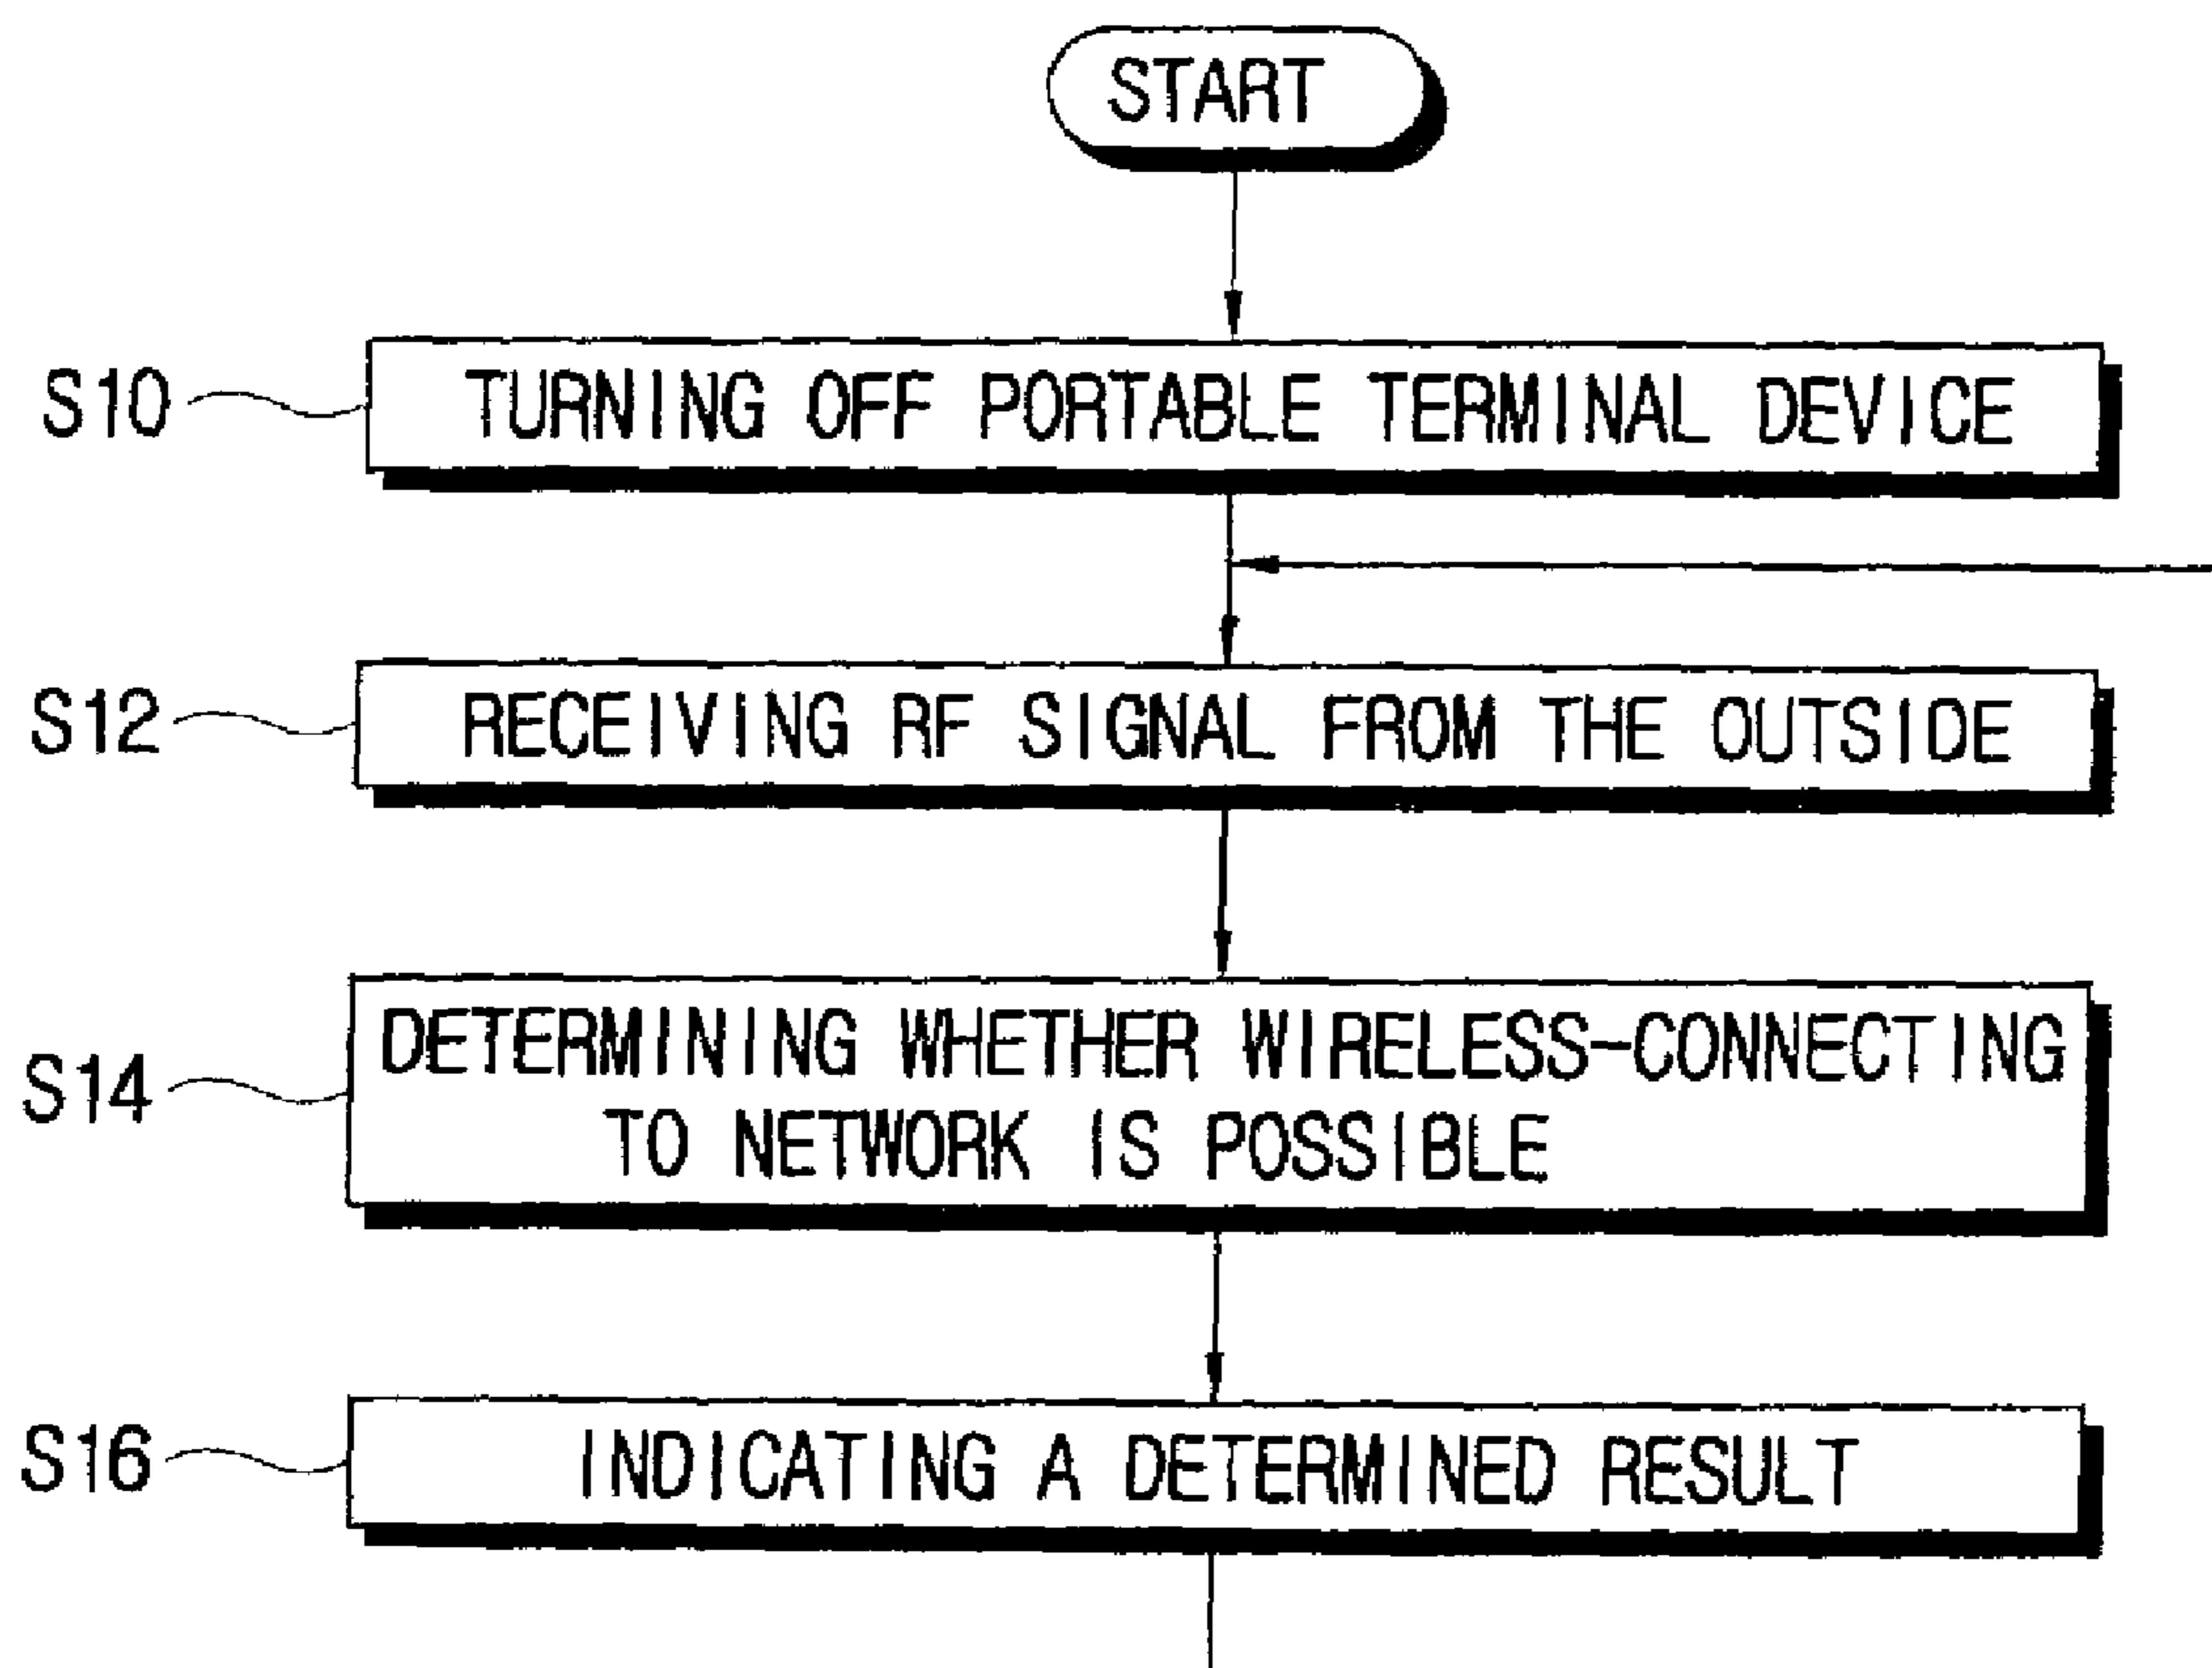 START
S10 TURNING OFF PORTABLE TERMINAL DEVICE
S12 RECEIVING RF SIGNAL FROM THE OUTSIDE
S14 DETERMINING WHETHER WIRELESS-CONNECTING
TO NETWORK IS POSSIBLE
S16 INDICATING A DETERMINED RESULT